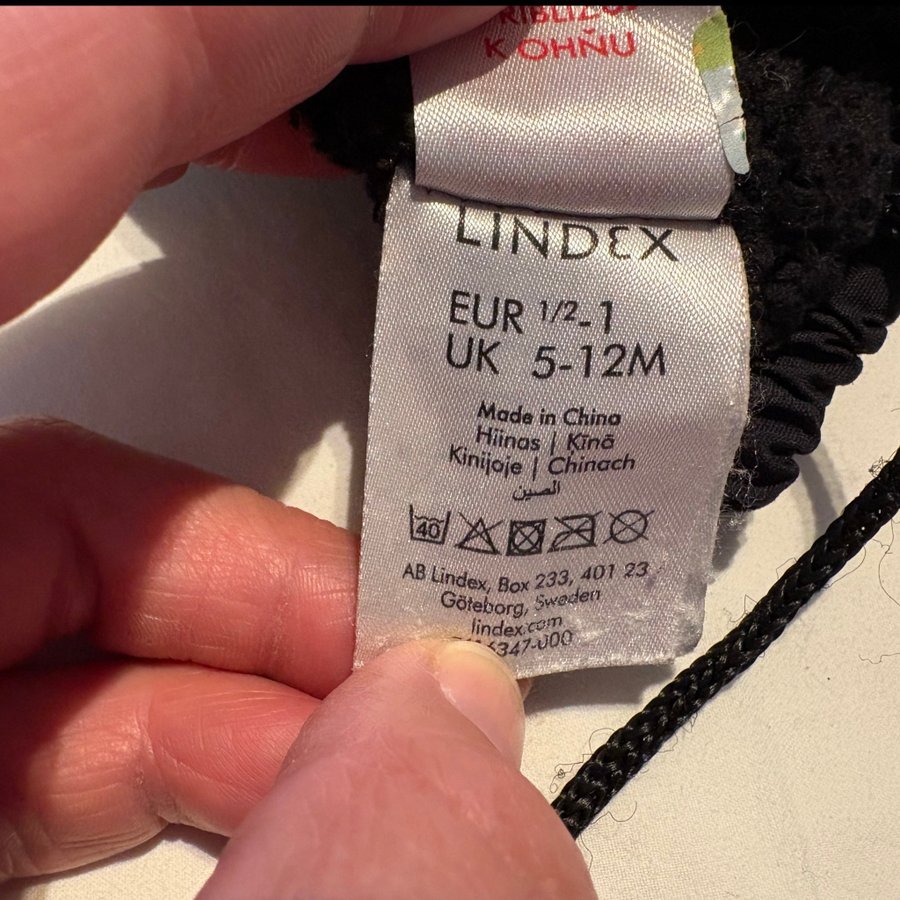 K OHŇU
LINDEX
EUR 1/2-1
UK 5-12M
Made in China
Hiinas | Ķīnā
Kinijoje | Chinach
الصين
40
AB Lindex, Box 233, 401 23
Göteborg, Sweden
lindex.com